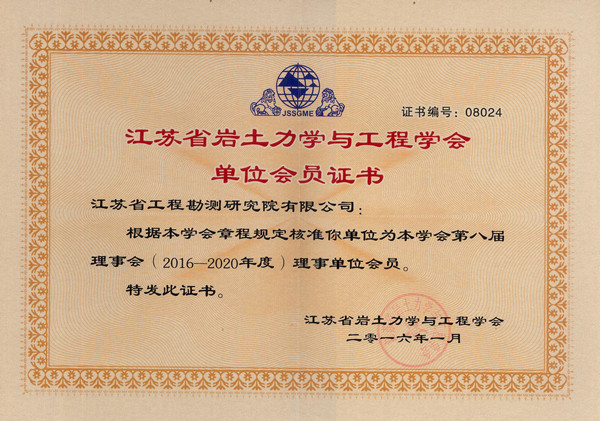 JSSGME
证书编号：08024
江苏省岩土力学与工程学会
单位会员证书
江苏省工程勘测研究院有限公司：
根据本学会章程规定核准你单位为本学会第八届
理事会（2016—2020年度）理事单位会员。
特发此证书。
江苏省岩土力学与工程学会
二零一六年一月